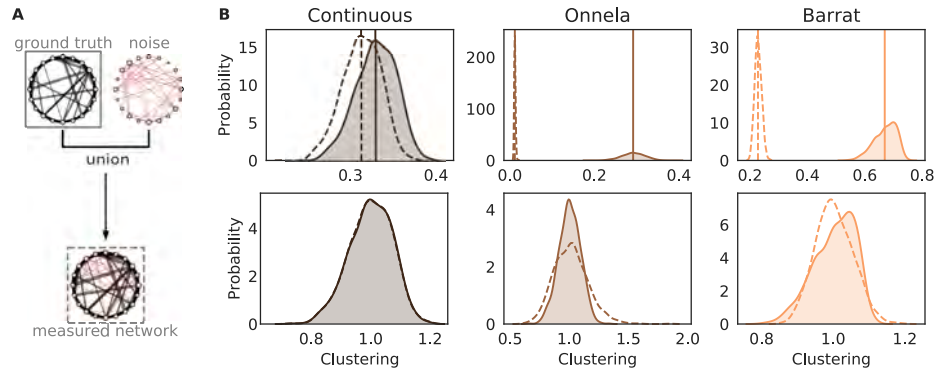 A
ground truth
noise
union
measured network
B
Continuous
Onnela
Barrat
Probability
15
10
5
0
0.3
0.4
200
100
0
0.0
0.2
0.4
30
20
10
0
0.2
0.4
0.6
0.8
Probability
4
2
0
0.8
1.0
1.2
Clustering
4
2
0
0.5
1.0
1.5
2.0
Clustering
6
4
2
0
0.8
1.0
1.2
Clustering